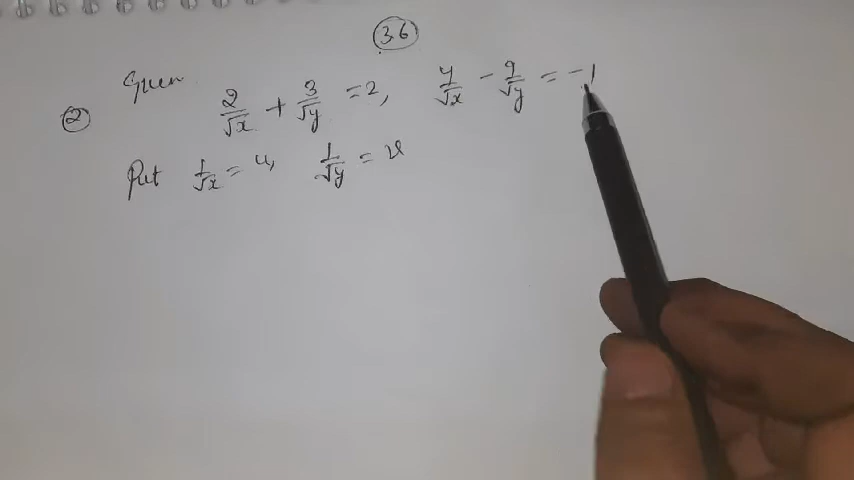 36
Given
② 2/√x + 3/√y = 2, 4/√x - 9/√y = -1
Put 1/√x = u, 1/√y = v